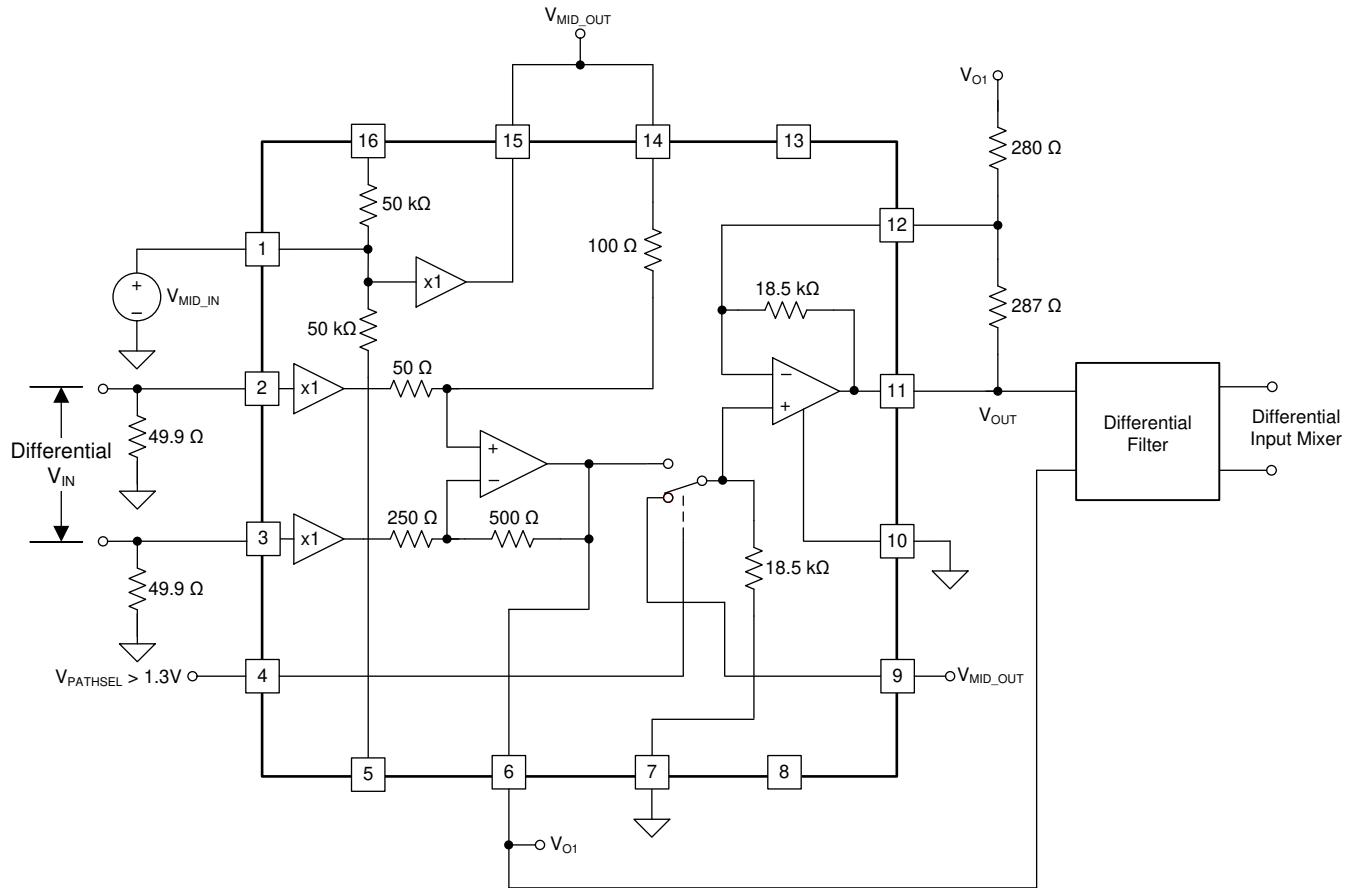 V_MID_OUT
V_O1
16
15
14
13
280 Ω
50 kΩ
12
1
100 Ω
x1
+
−
V_MID_IN
18.5 kΩ
287 Ω
50 kΩ
50 Ω
2
x1
−
+
11
V_OUT
Differential
V_IN
49.9 Ω
Differential
Filter
Differential
Input Mixer
+
−
250 Ω
500 Ω
3
x1
10
18.5 kΩ
49.9 Ω
V_PATHSEL > 1.3V
4
9
V_MID_OUT
5
6
7
8
V_O1